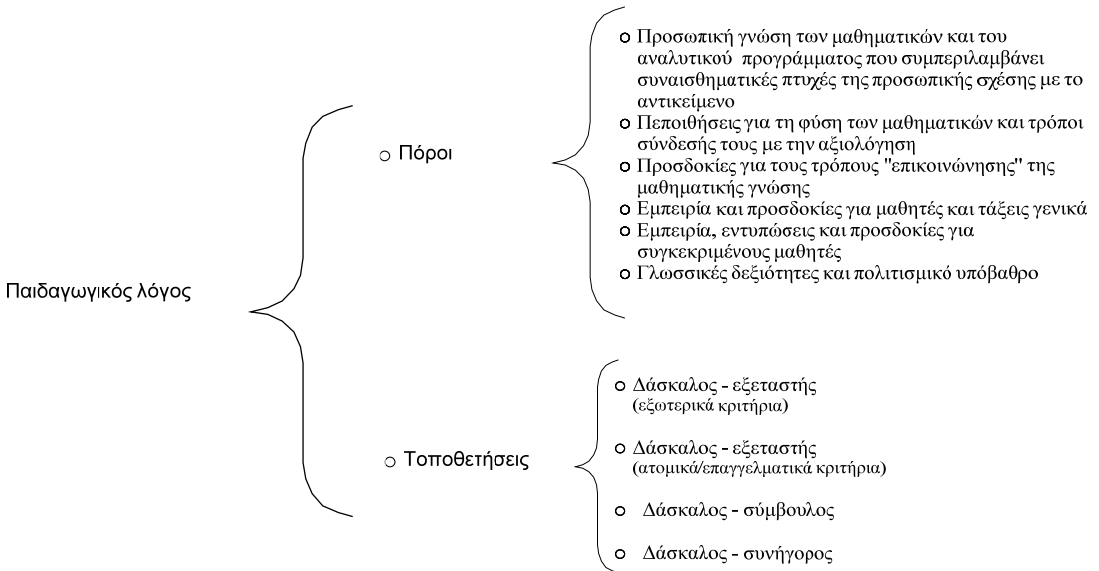 Παιδαγωγικός λόγος
○ Πόροι
○ Προσωπική γνώση των μαθηματικών και του
αναλυτικού προγράμματος που συμπεριλαμβάνει
συναισθηματικές πτυχές της προσωπικής σχέσης με το
αντικείμενο
○ Πεποιθήσεις για τη φύση των μαθηματικών και τρόποι
σύνδεσής τους με την αξιολόγηση
○ Προσδοκίες για τους τρόπους "επικοινώνησης" της
μαθηματικής γνώσης
○ Εμπειρία και προσδοκίες για μαθητές και τάξεις γενικά
○ Εμπειρία, εντυπώσεις και προσδοκίες για
συγκεκριμένους μαθητές
○ Γλωσσικές δεξιότητες και πολιτισμικό υπόβαθρο
○ Τοποθετήσεις
○ Δάσκαλος - εξεταστής
(εξωτερικά κριτήρια)
○ Δάσκαλος - εξεταστής
(ατομικά/επαγγελματικά κριτήρια)
○ Δάσκαλος - σύμβουλος
○ Δάσκαλος - συνήγορος